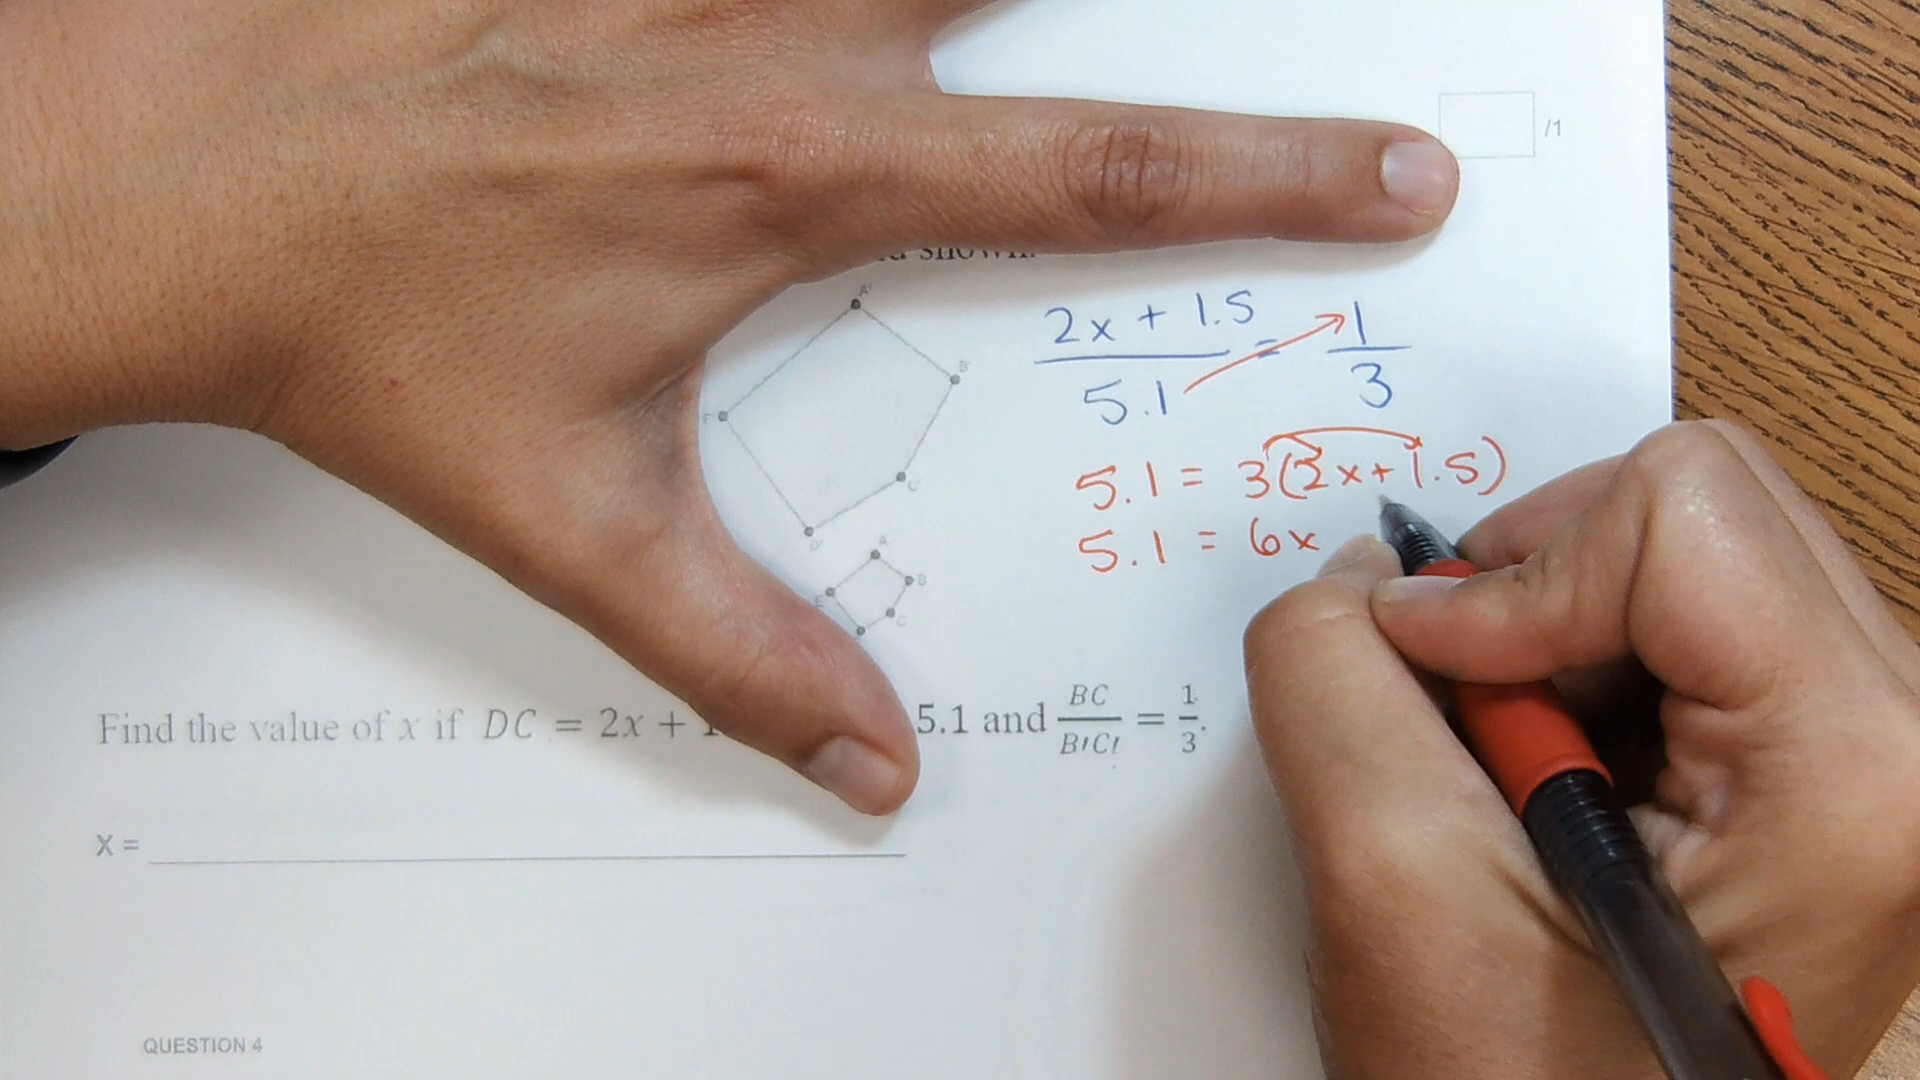 /1
shown.
A'
B'
C'
D'
A
B
E
C
2x + 1.5 / 5.1 = 1 / 3
5.1 = 3(2x+1.5)
5.1 = 6x
Find the value of x if DC = 2x + 5.1 and BC / B'C' = 1 / 3.
X =
QUESTION 4